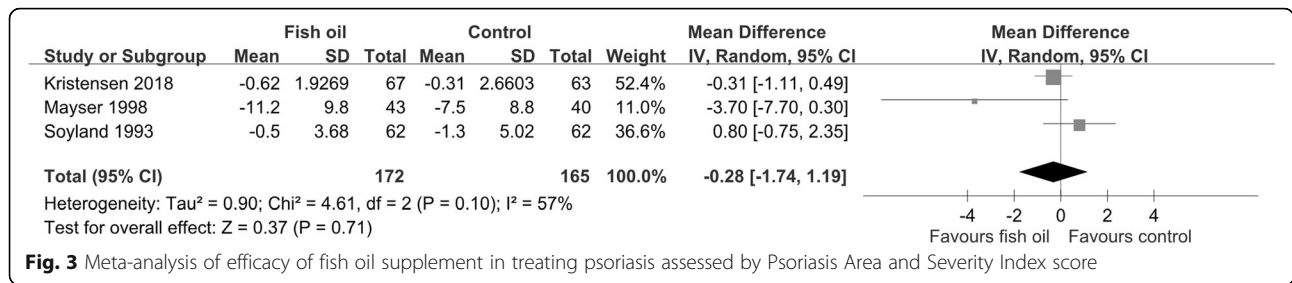 Fish oil Control Mean Difference Mean Difference
Study or Subgroup Mean SD Total Mean SD Total Weight IV, Random, 95% CI IV, Random, 95% CI
Kristensen 2018 -0.62 1.9269 67 -0.31 2.6603 63 52.4% -0.31 [-1.11, 0.49]
Mayser 1998 -11.2 9.8 43 -7.5 8.8 40 11.0% -3.70 [-7.70, 0.30]
Soyland 1993 -0.5 3.68 62 -1.3 5.02 62 36.6% 0.80 [-0.75, 2.35]
Total (95% CI) 172 165 100.0% -0.28 [-1.74, 1.19]
Heterogeneity: Tau² = 0.90; Chi² = 4.61, df = 2 (P = 0.10); I² = 57%
Test for overall effect: Z = 0.37 (P = 0.71)
-4 -2 0 2 4
Favours fish oil Favours control
Fig. 3 Meta-analysis of efficacy of fish oil supplement in treating psoriasis assessed by Psoriasis Area and Severity Index score